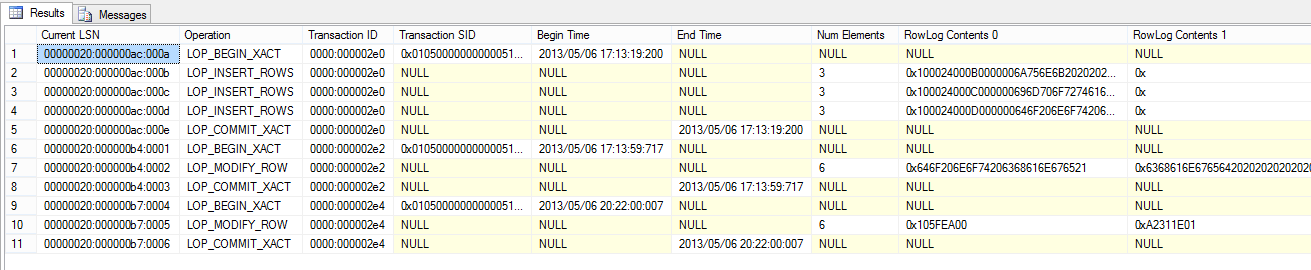 Results Messages
Current LSN Operation Transaction ID Transaction SID Begin Time End Time Num Elements RowLog Contents 0 RowLog Contents 1
1 00000020:000000ac:000a LOP_BEGIN_XACT 0000:000002e0 0x01050000000000051... 2013/05/06 17:13:19:200 NULL NULL NULL NULL
2 00000020:000000ac:000b LOP_INSERT_ROWS 0000:000002e0 NULL NULL NULL 3 0x100024000B0000006A756E6B2020202... 0x
3 00000020:000000ac:000c LOP_INSERT_ROWS 0000:000002e0 NULL NULL NULL 3 0x100024000C000000696D706F7274616... 0x
4 00000020:000000ac:000d LOP_INSERT_ROWS 0000:000002e0 NULL NULL NULL 3 0x100024000D000000646F206E6F74206... 0x
5 00000020:000000ac:000e LOP_COMMIT_XACT 0000:000002e0 NULL NULL 2013/05/06 17:13:19:200 NULL NULL NULL
6 00000020:000000b4:0001 LOP_BEGIN_XACT 0000:000002e2 0x01050000000000051... 2013/05/06 17:13:59:717 NULL NULL NULL NULL
7 00000020:000000b4:0002 LOP_MODIFY_ROW 0000:000002e2 NULL NULL NULL 6 0x646F206E6F74206368616E676521 0x6368616E6765642020202020202020
8 00000020:000000b4:0003 LOP_COMMIT_XACT 0000:000002e2 NULL NULL 2013/05/06 17:13:59:717 NULL NULL NULL
9 00000020:000000b7:0004 LOP_BEGIN_XACT 0000:000002e4 0x01050000000000051... 2013/05/06 20:22:00:007 NULL NULL NULL NULL
10 00000020:000000b7:0005 LOP_MODIFY_ROW 0000:000002e4 NULL NULL NULL 6 0x105FEA00 0xA2311E01
11 00000020:000000b7:0006 LOP_COMMIT_XACT 0000:000002e4 NULL NULL 2013/05/06 20:22:00:007 NULL NULL NULL